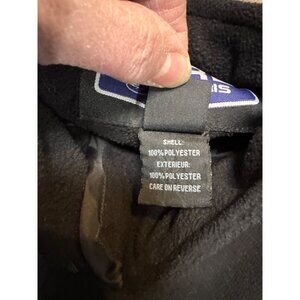 SHELL:
100%POLYESTER
EXTERIEUR:
100%POLYESTER
CARE ON REVERSE